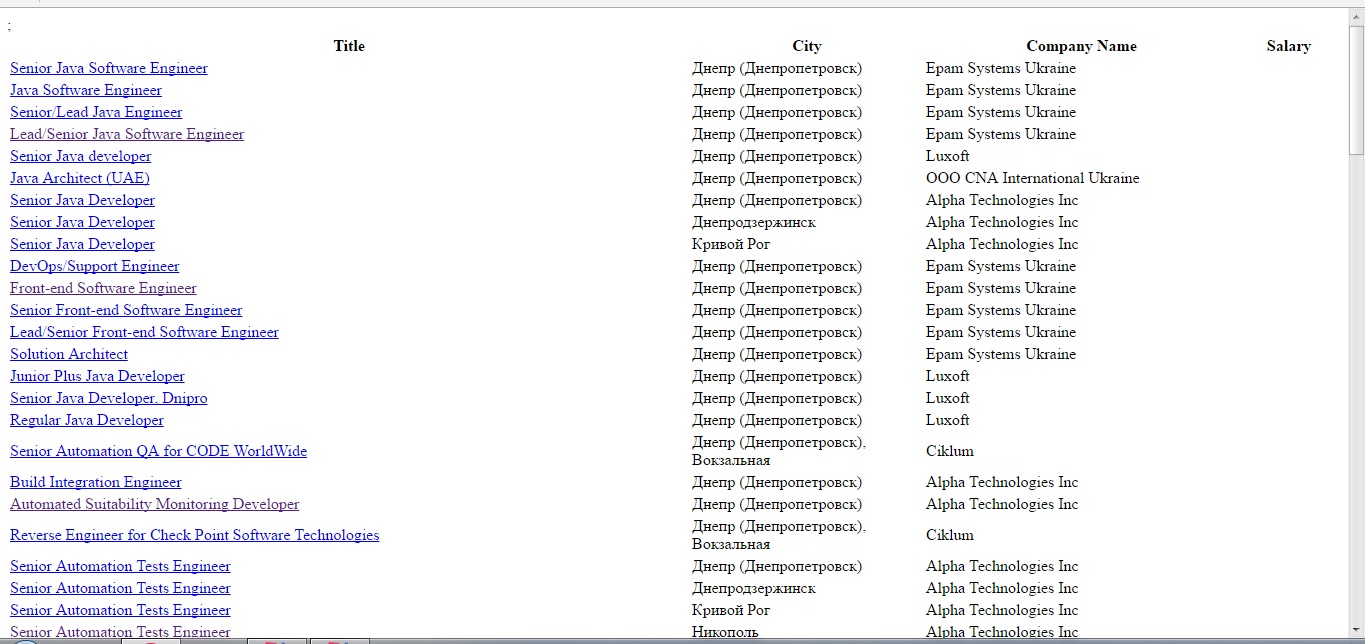 ;
Title City Company Name Salary
Senior Java Software Engineer Днепр (Днепропетровск) Epam Systems Ukraine
Java Software Engineer Днепр (Днепропетровск) Epam Systems Ukraine
Senior/Lead Java Engineer Днепр (Днепропетровск) Epam Systems Ukraine
Lead/Senior Java Software Engineer Днепр (Днепропетровск) Epam Systems Ukraine
Senior Java developer Днепр (Днепропетровск) Luxoft
Java Architect (UAE) Днепр (Днепропетровск) ООО CNA International Ukraine
Senior Java Developer Днепр (Днепропетровск) Alpha Technologies Inc
Senior Java Developer Днепродзержинск Alpha Technologies Inc
Senior Java Developer Кривой Рог Alpha Technologies Inc
DevOps/Support Engineer Днепр (Днепропетровск) Epam Systems Ukraine
Front-end Software Engineer Днепр (Днепропетровск) Epam Systems Ukraine
Senior Front-end Software Engineer Днепр (Днепропетровск) Epam Systems Ukraine
Lead/Senior Front-end Software Engineer Днепр (Днепропетровск) Epam Systems Ukraine
Solution Architect Днепр (Днепропетровск) Epam Systems Ukraine
Junior Plus Java Developer Днепр (Днепропетровск) Luxoft
Senior Java Developer, Dnipro Днепр (Днепропетровск) Luxoft
Regular Java Developer Днепр (Днепропетровск) Luxoft
Senior Automation QA for CODE WorldWide Днепр (Днепропетровск), Ciklum
Вокзальная
Build Integration Engineer Днепр (Днепропетровск) Alpha Technologies Inc
Automated Suitability Monitoring Developer Днепр (Днепропетровск) Alpha Technologies Inc
Reverse Engineer for Check Point Software Technologies Днепр (Днепропетровск), Ciklum
Вокзальная
Senior Automation Tests Engineer Днепр (Днепропетровск) Alpha Technologies Inc
Senior Automation Tests Engineer Днепродзержинск Alpha Technologies Inc
Senior Automation Tests Engineer Кривой Рог Alpha Technologies Inc
Senior Automation Tests Engineer Никополь Alpha Technologies Inc